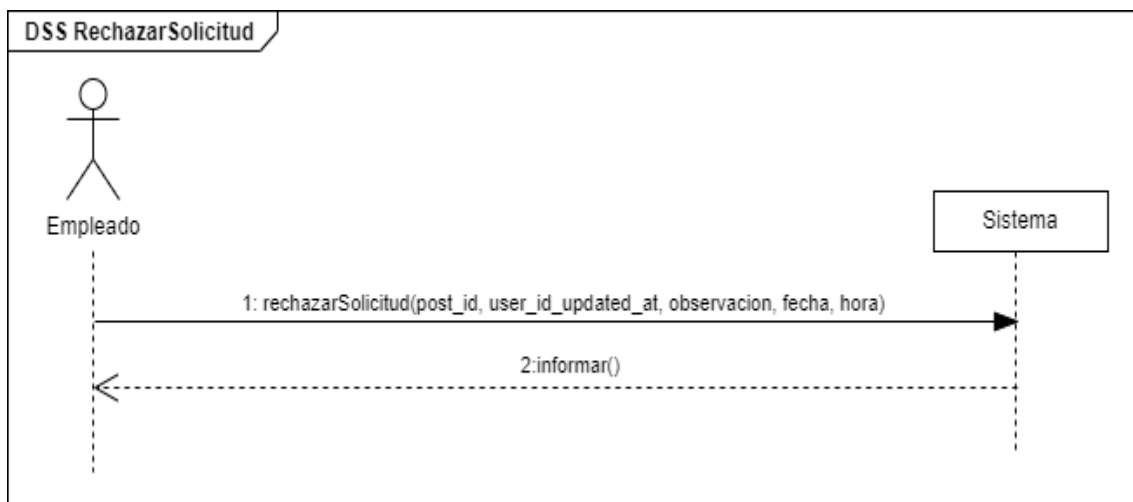 DSS RechazarSolicitud
Empleado
Sistema
1: rechazarSolicitud(post_id, user_id_updated_at, observacion, fecha, hora)
2:informar()